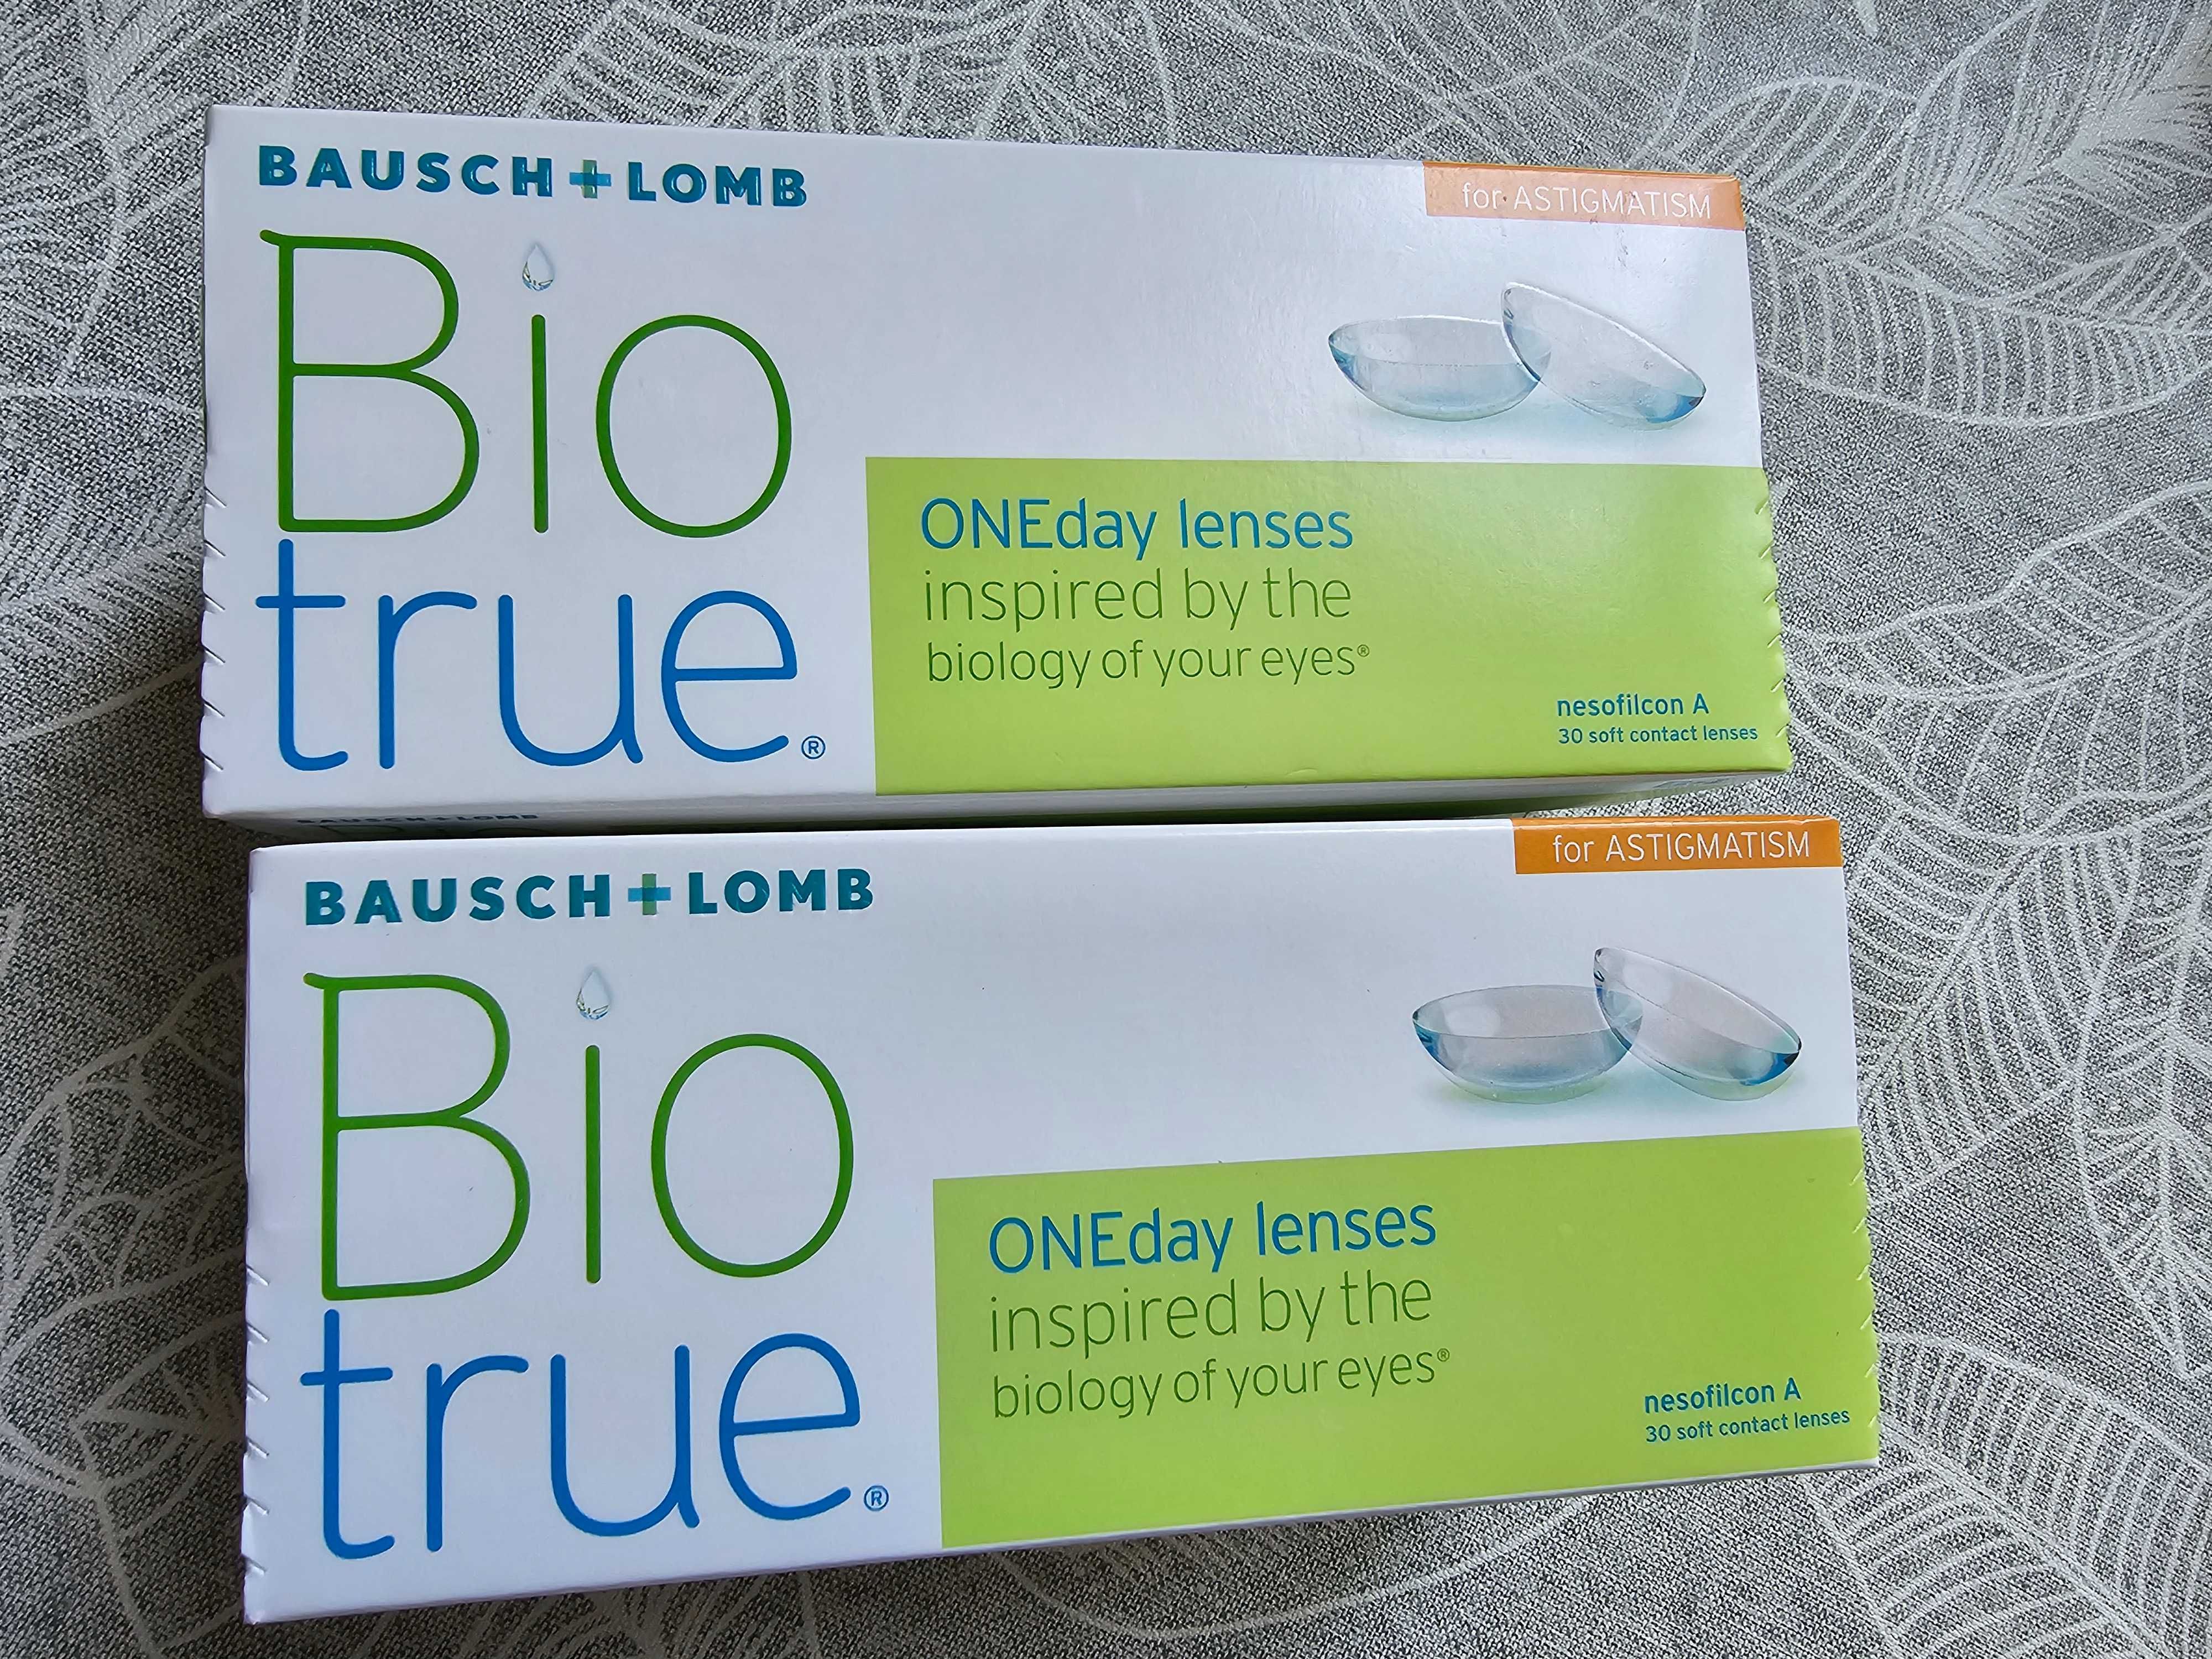 BAUSCH+LOMB
for ASTIGMATISM
Bio
true®
ONEday lenses
inspired by the
biology of your eyes®
nesofilcon A
30 soft contact lenses
BAUSCH+LOMB
BAUSCH+LOMB
for ASTIGMATISM
Bio
true®
ONEday lenses
inspired by the
biology of your eyes®
nesofilcon A
30 soft contact lenses